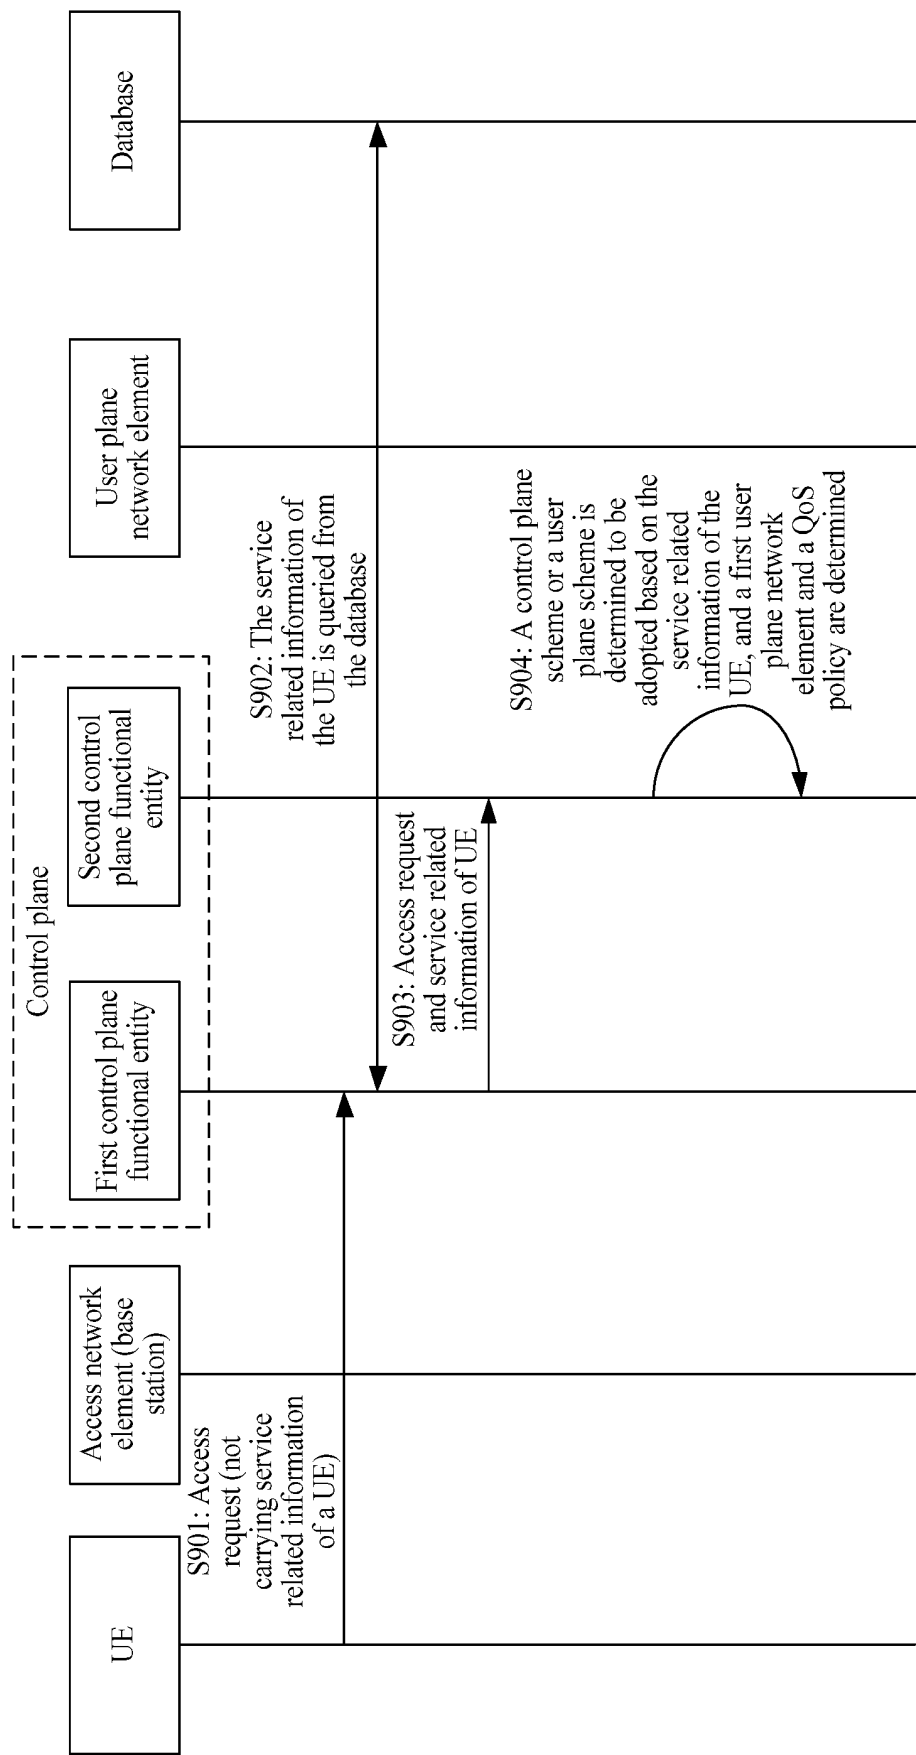 Control plane
UE
Access network
element (base
station)
First control plane
functional entity
Second control
plane functional
entity
User plane
network element
Database
S901: Access
request (not
carrying service
related information
of a UE)
S902: The service
related information of
the UE is queried from
the database
S903: Access request
and service related
information of UE
S904: A control plane
scheme or a user
plane scheme is
determined to be
adopted based on the
service related
information of the
UE, and a first user
plane network
element and a QoS
policy are determined